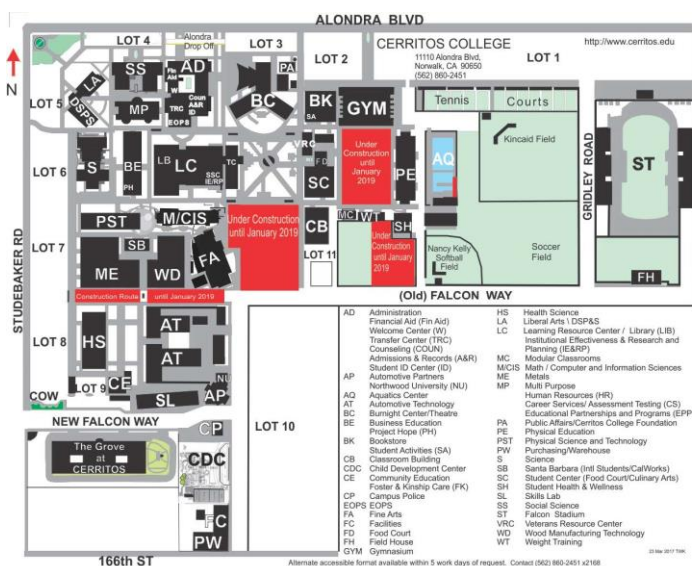 ALONDRA BLVD
LOT 4
Alondra
Drop Off
LOT 3
LOT 2
CERRITOS COLLEGE
11110 Alondra Blvd,
Norwalk, CA 90650
(562) 860-2451
LOT 1
http://www.cerritos.edu
N
LOT 5
LA
DSPS
SS
MP
AD
Fin
Aid
W
Coun
A&R
ID
TRC
EOPS
BC
PA
BK
SA
GYM
Tennis Courts
Kincaid Field
GRIDLEY ROAD
ST
LOT 6
S
BE
PH
LB
LC
SSC
IE/RP
TC
VRC
FD
SC
Under
Construction
until
January
2019
PE
AQ
LOT 7
STUDEBAKER RD
PST
M/CIS
SB
ME
WD
FA
Under Construction
until January 2019
CB
LOT 11
MC
WT
SH
Under
Construction
until
January
2019
Nancy Kelly
Softball
Field
Soccer
Field
FH
Construction Route
until January 2019
(Old) FALCON WAY
LOT 8
HS
AT
AT
LOT 9
CE
SL
NU
AP
COW
NEW FALCON WAY
CP
LOT 10
The Grove
at
CERRITOS
CDC
FC
PW
166th ST
AD Administration
Financial Aid (Fin Aid)
Welcome Center (W)
Transfer Center (TRC)
Counseling (COUN)
Admissions & Records (A&R)
Student ID Center (ID)
AP Automotive Partners
Northwood University (NU)
AQ Aquatics Center
AT Automotive Technology
BC Burnight Center/Theatre
BE Business Education
Project Hope (PH)
BK Bookstore
Student Activities (SA)
CB Classroom Building
CDC Child Development Center
CE Community Education
Foster & Kinship Care (FK)
CP Campus Police
EOPS EOPS
FA Fine Arts
FC Facilities
FD Food Court
FH Field House
GYM Gymnasium
HS Health Science
LA Liberal Arts \ DSP&S
LC Learning Resource Center / Library (LIB)
Institutional Effectiveness & Research and
Planning (IE&RP)
MC Modular Classrooms
M/CIS Math / Computer and Information Sciences
ME Metals
MP Multi Purpose
Human Resources (HR)
Career Services/ Assessment Testing (CS)
Educational Partnerships and Programs (EPP
PA Public Affairs/Cerritos College Foundation
PE Physical Education
PST Physical Science and Technology
PW Purchasing/Warehouse
S Science
SB Santa Barbara (Intl Students/CalWorks)
SC Student Center (Food Court/Culinary Arts)
SH Student Health & Wellness
SL Skills Lab
SS Social Science
ST Falcon Stadium
VRC Veterans Resource Center
WD Wood Manufacturing Technology
WT Weight Training
Alternate accessible format available within 5 work days of request. Contact (562) 860-2451 x2168